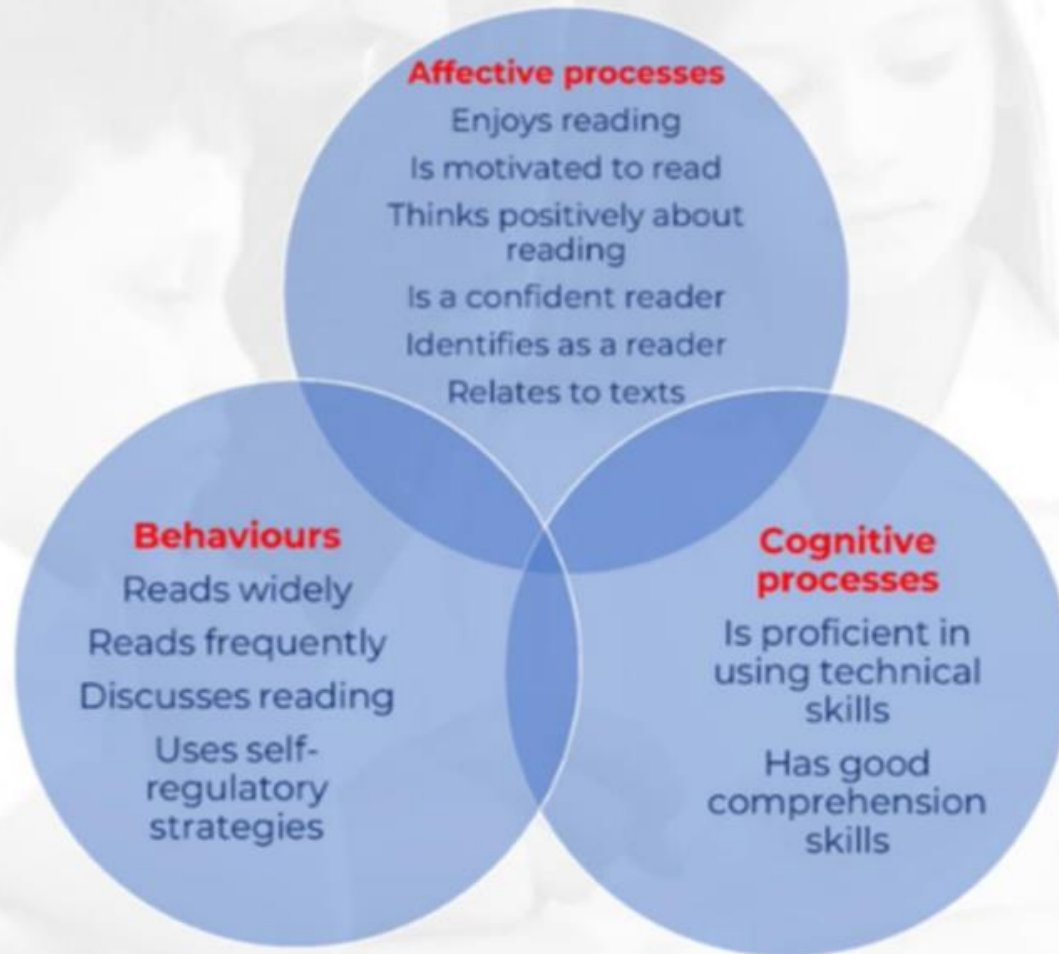 Affective processes
Enjoys reading
Is motivated to read
Thinks positively about
reading
Is a confident reader
Identifies as a reader
Relates to texts
Behaviours
Reads widely
Reads frequently
Discusses reading
Uses self-
regulatory
strategies
Cognitive
processes
Is proficient in
using technical
skills
Has good
comprehension
skills